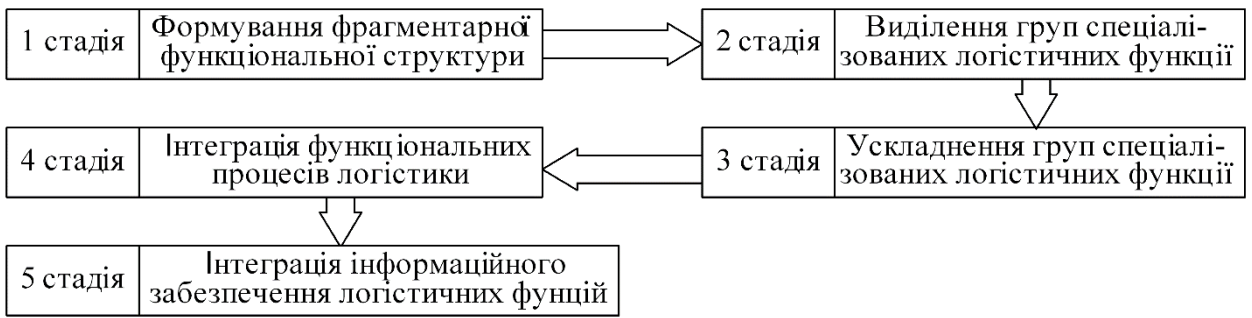 1 стадія
Формування фрагментарної
функціональної структури
2 стадія
Виділення груп спеціалі-
зованих логістичних функції
3 стадія
Ускладнення груп спеціалі-
зованих логістичних функції
4 стадія
Інтеграція функціональних
процесів логістики
5 стадія
Інтеграція інформаційного
забезпечення логістичних фунцій